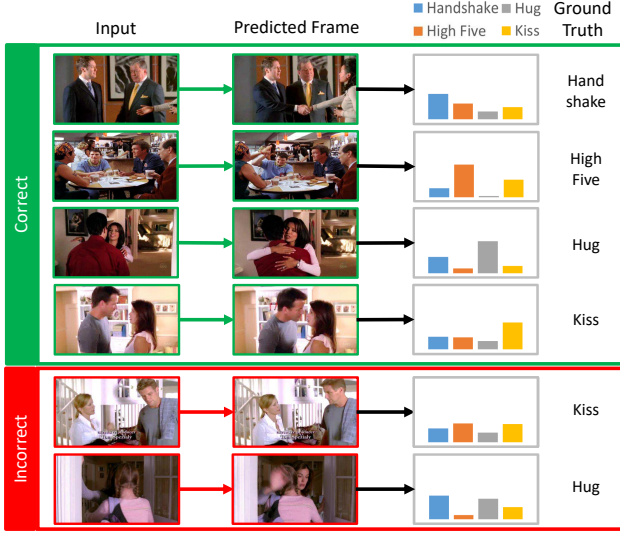 Input
Predicted Frame
Handshake Hug
High Five Kiss
Ground
Truth
Correct
Hand
shake
High
Five
Hug
Kiss
Incorrect
Kiss
Hug